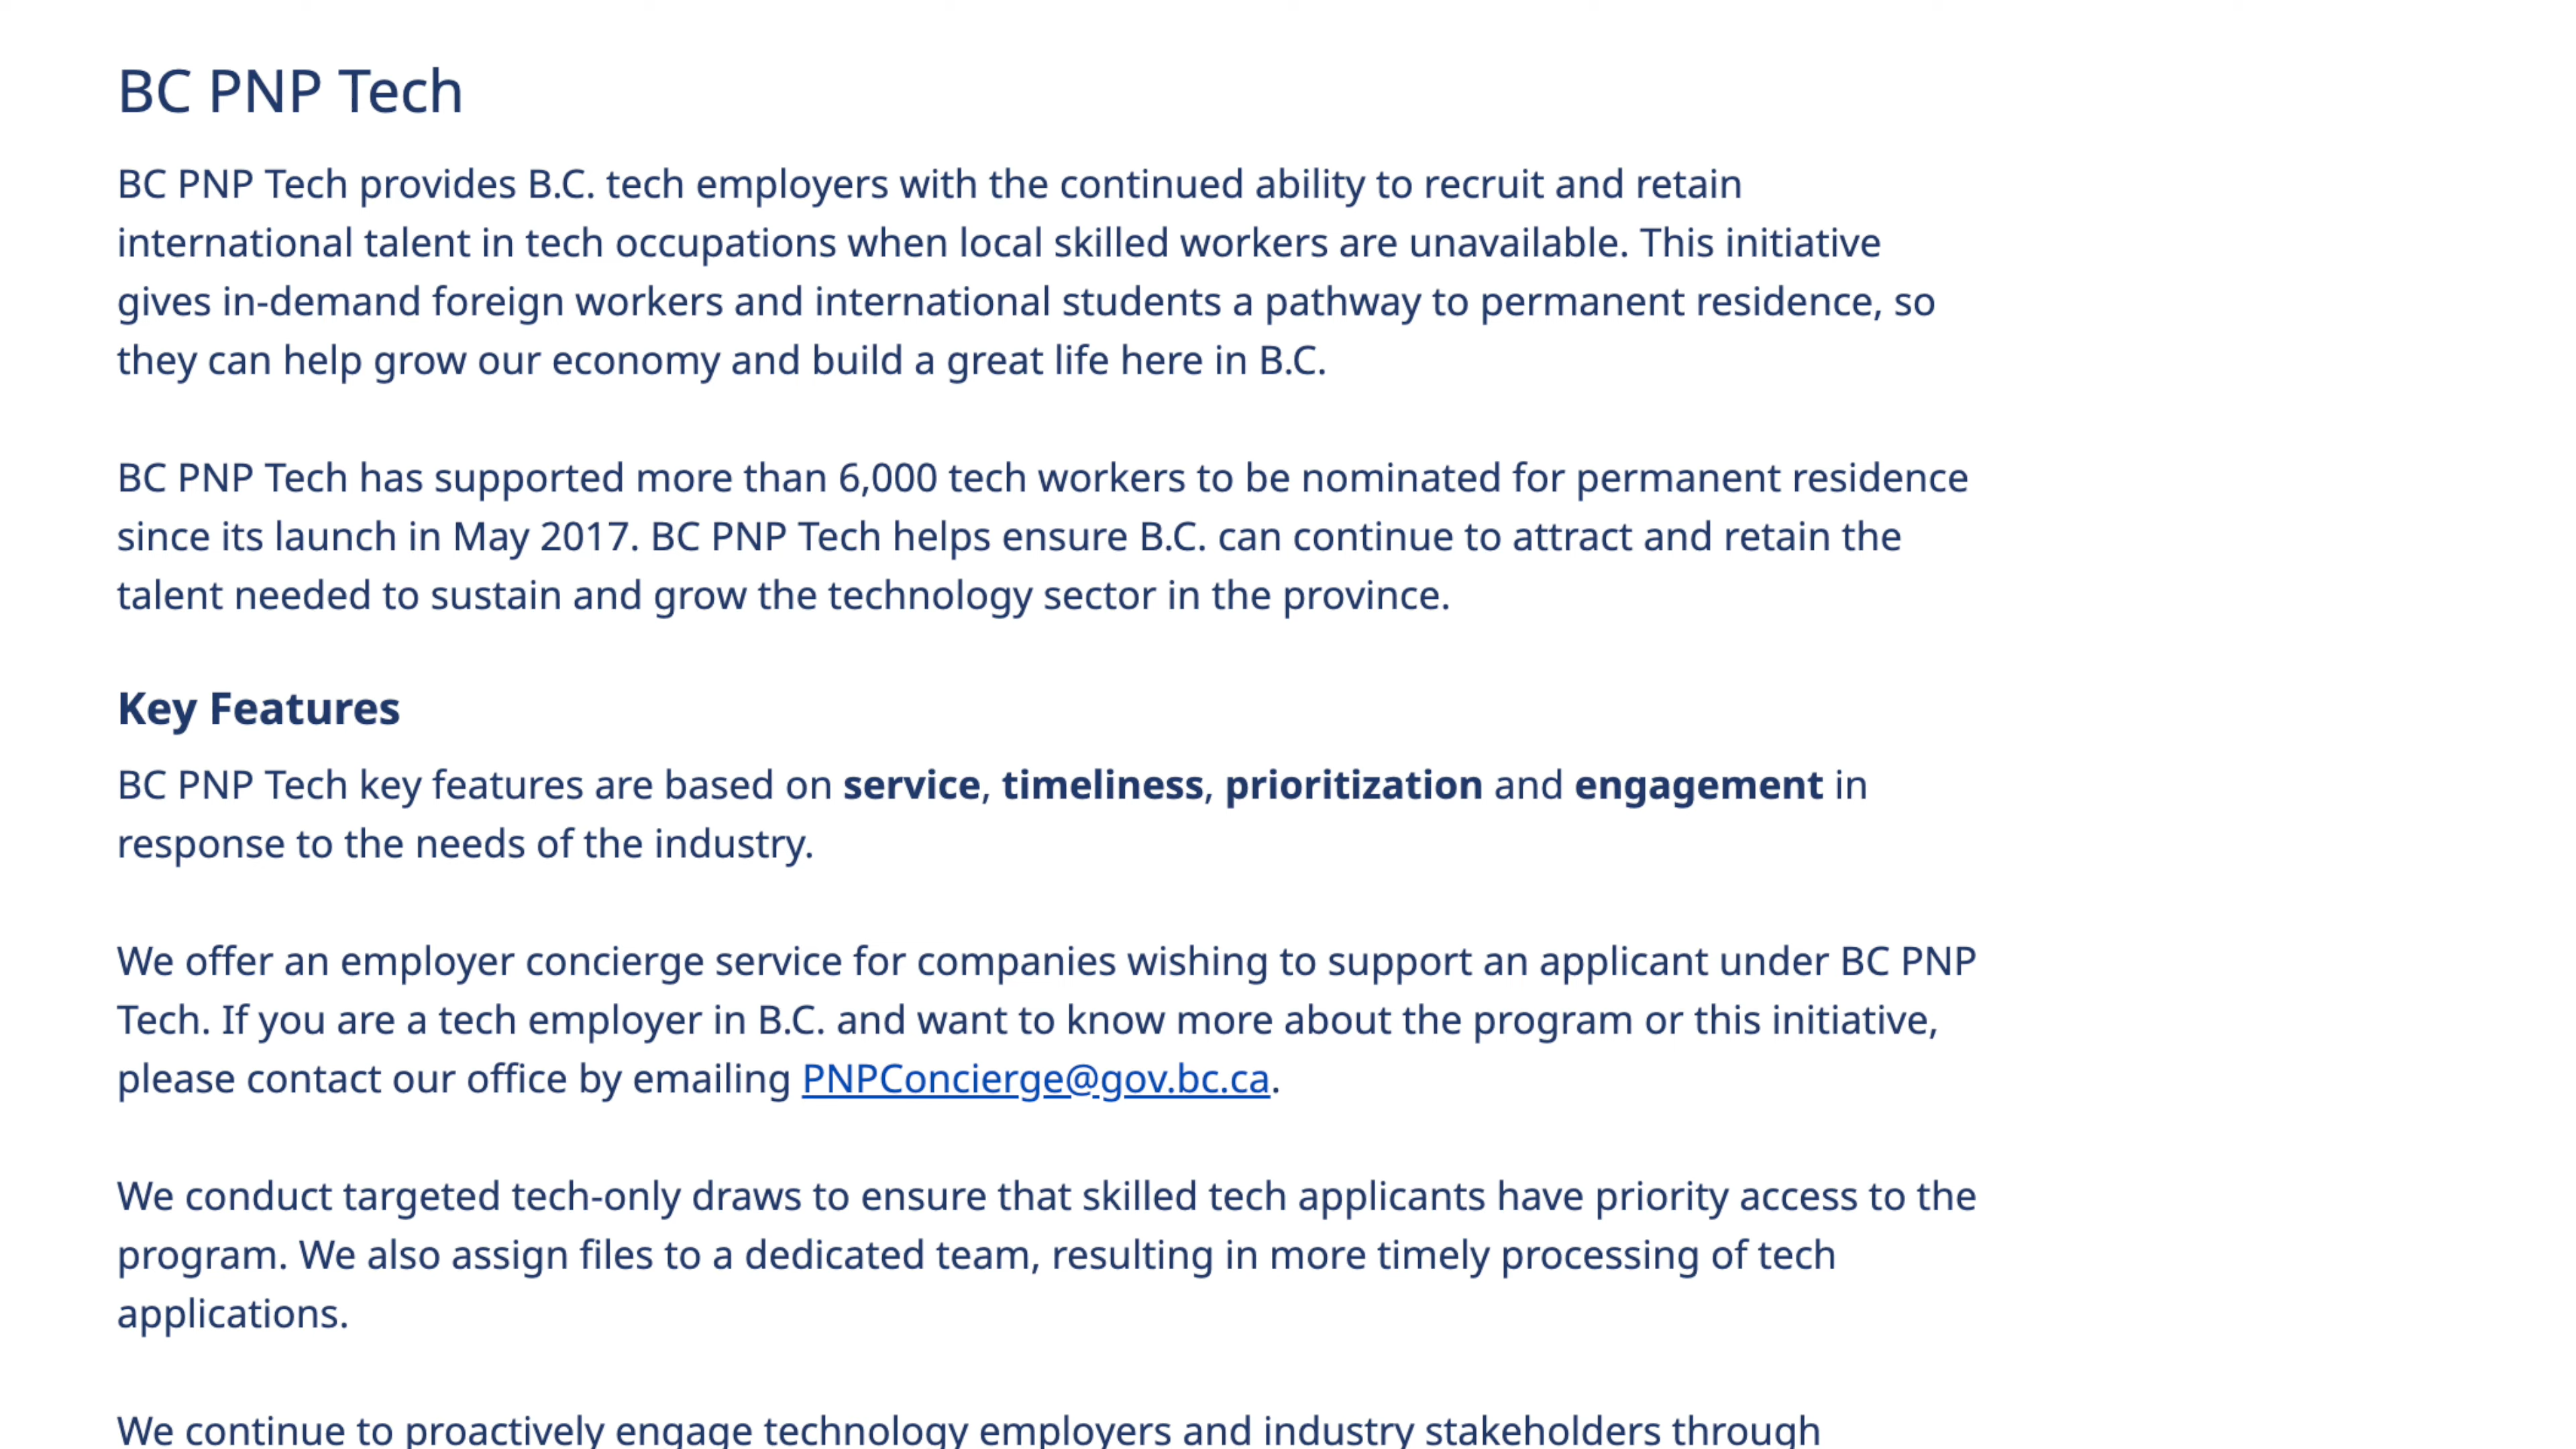 BC PNP Tech
BC PNP Tech provides B.C. tech employers with the continued ability to recruit and retain
international talent in tech occupations when local skilled workers are unavailable. This initiative
gives in-demand foreign workers and international students a pathway to permanent residence, so
they can help grow our economy and build a great life here in B.C.
BC PNP Tech has supported more than 6,000 tech workers to be nominated for permanent residence
since its launch in May 2017. BC PNP Tech helps ensure B.C. can continue to attract and retain the
talent needed to sustain and grow the technology sector in the province.
Key Features
BC PNP Tech key features are based on service, timeliness, prioritization and engagement in
response to the needs of the industry.
We offer an employer concierge service for companies wishing to support an applicant under BC PNP
Tech. If you are a tech employer in B.C. and want to know more about the program or this initiative,
please contact our office by emailing PNPConcierge@gov.bc.ca.
We conduct targeted tech-only draws to ensure that skilled tech applicants have priority access to the
program. We also assign files to a dedicated team, resulting in more timely processing of tech
applications.
We continue to proactively engage technology employers and industry stakeholders through